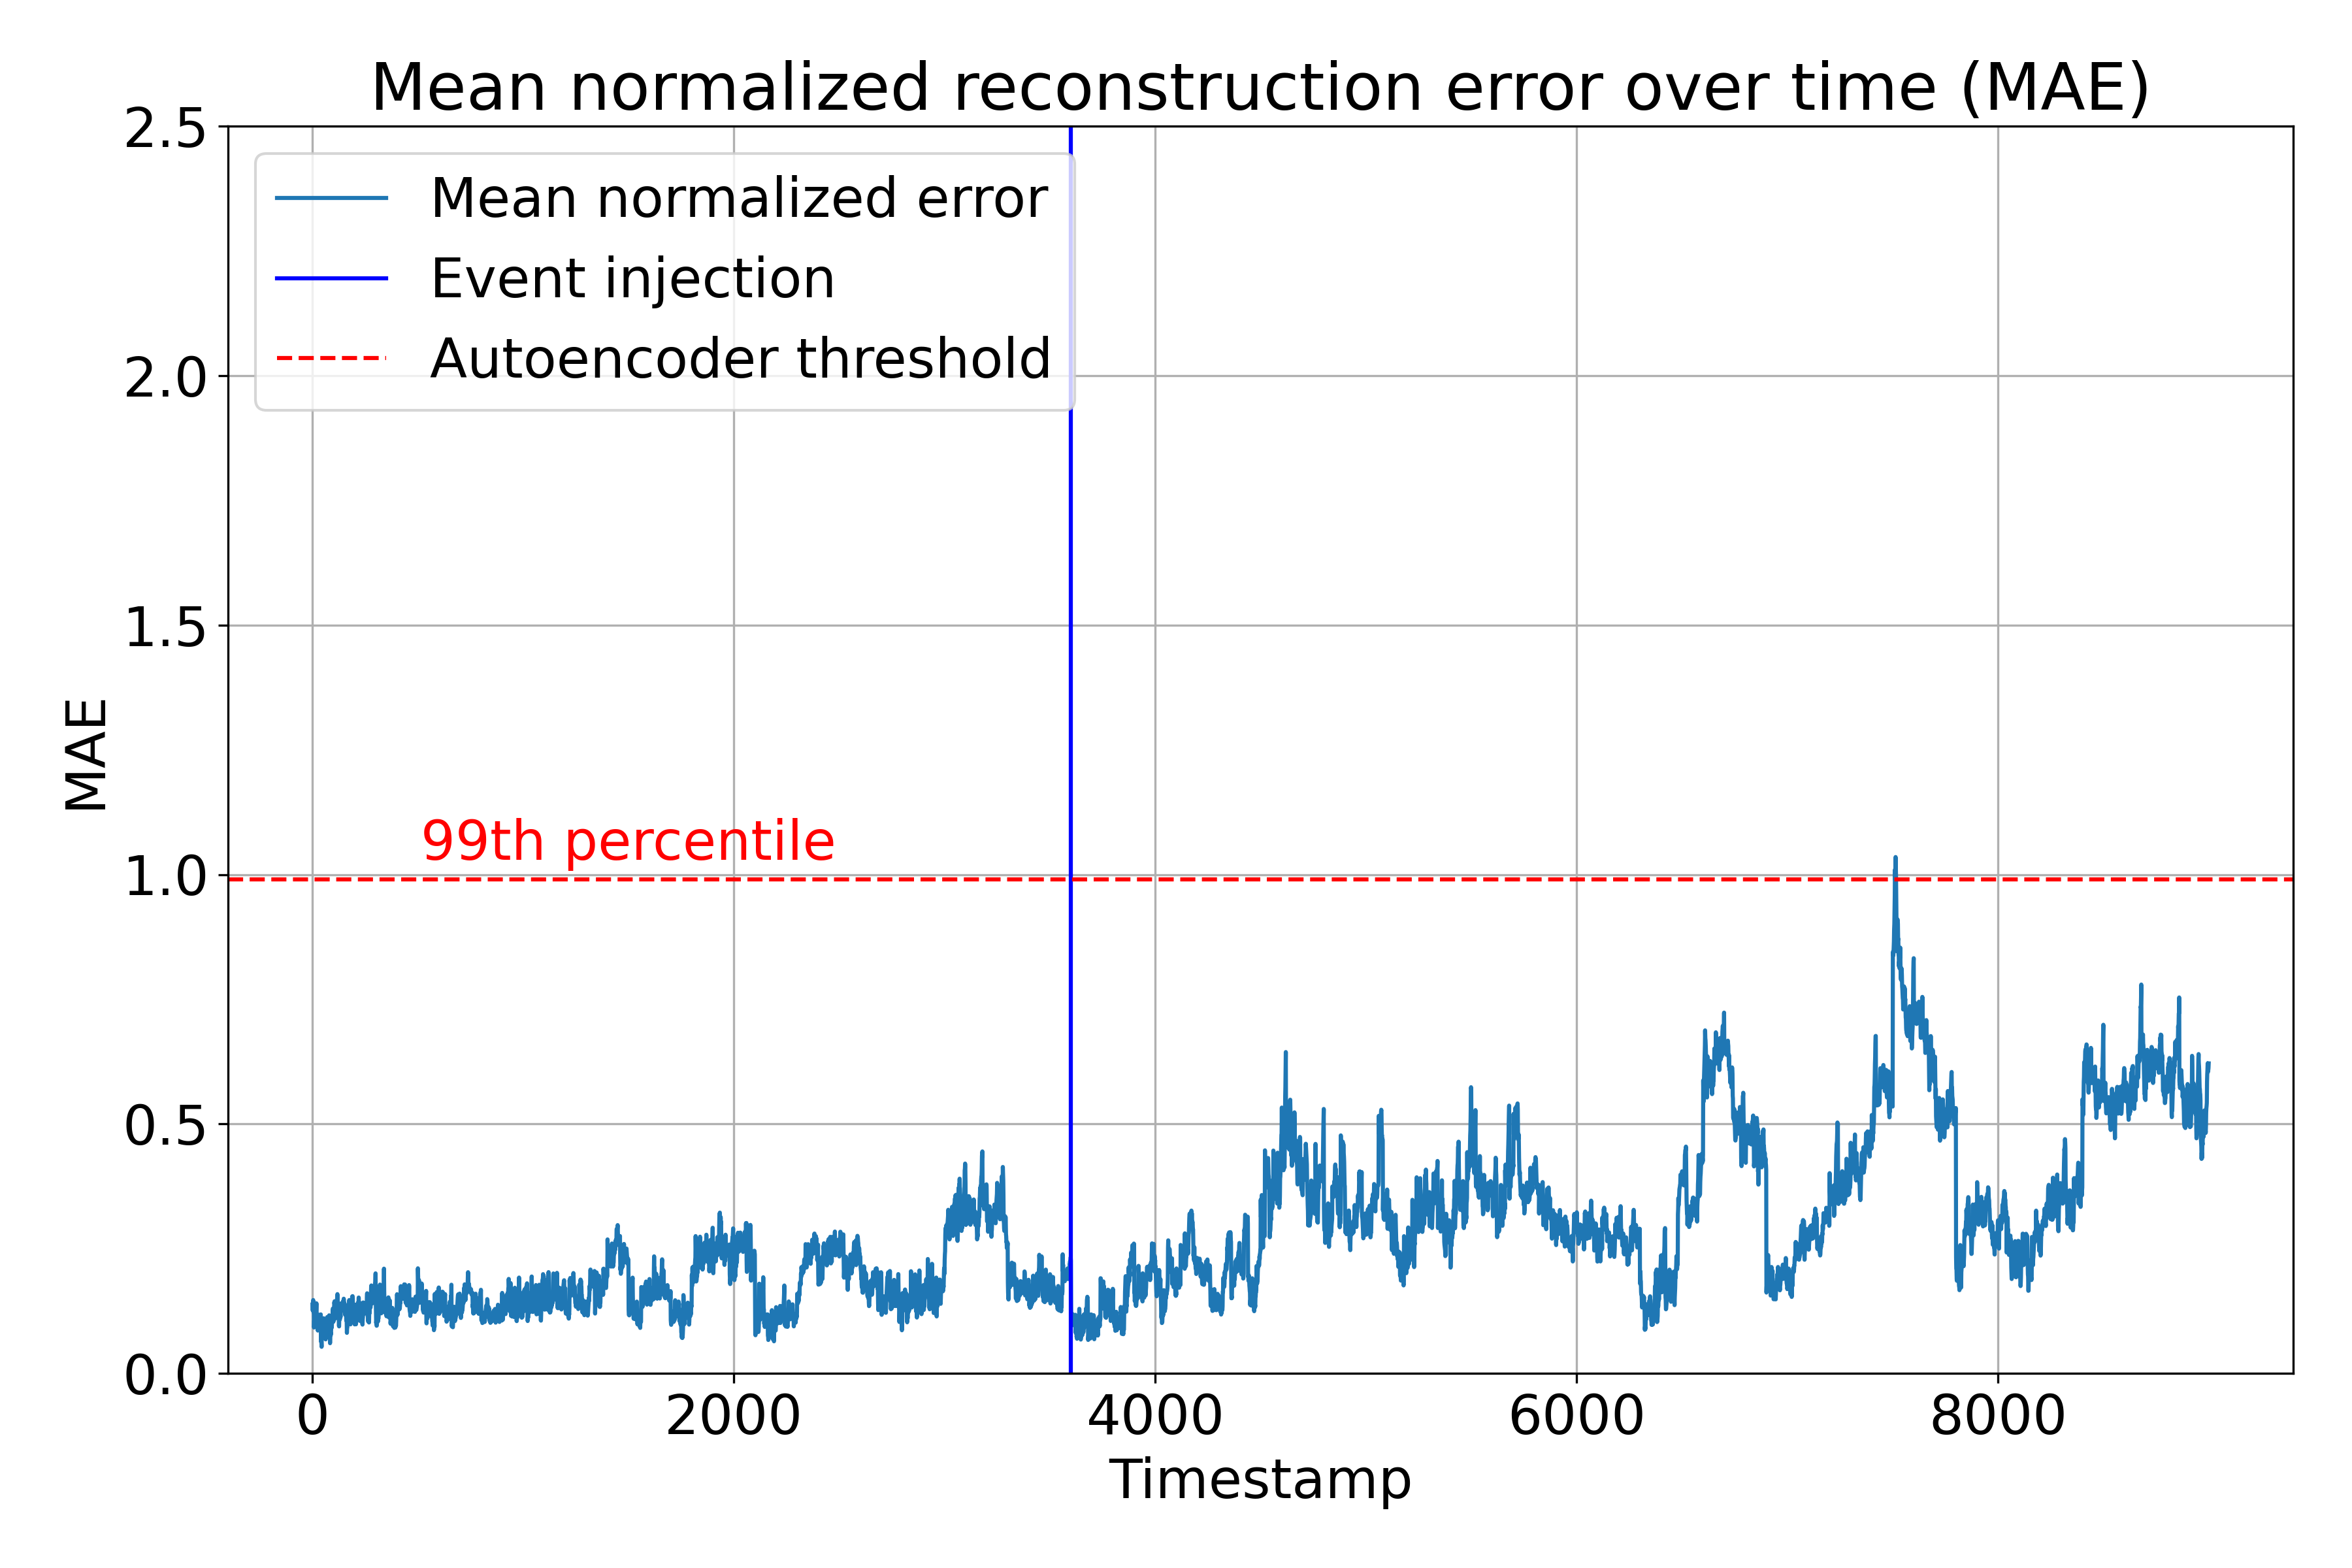 Mean normalized reconstruction error over time (MAE)
2.5
2.0
1.5
1.0
0.5
0.0
MAE
Mean normalized error
Event injection
Autoencoder threshold
99th percentile
0 2000 4000 6000 8000
Timestamp